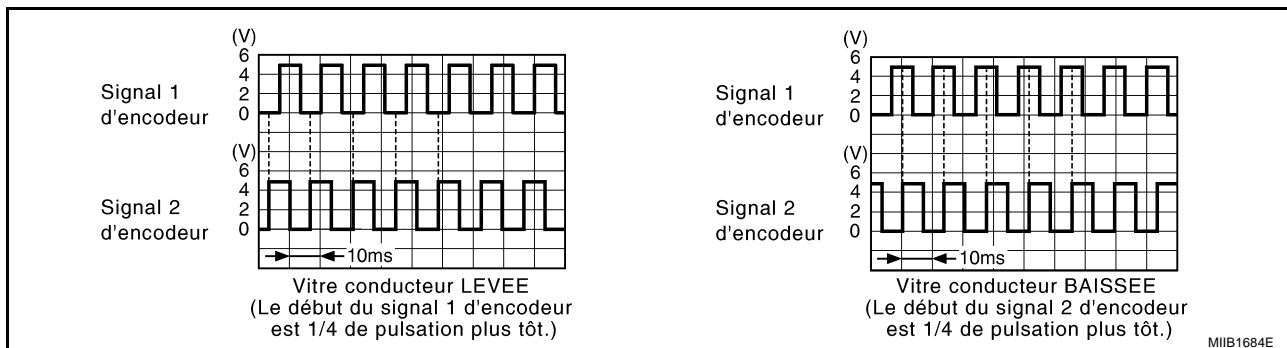 (V)
6
4
2
0
Signal 1
d'encodeur
(V)
6
4
2
0
Signal 2
d'encodeur
10ms
Vitre conducteur LEVEE
(Le début du signal 1 d'encodeur
est 1/4 de pulsation plus tôt.)
(V)
6
4
2
0
Signal 1
d'encodeur
(V)
6
4
2
0
Signal 2
d'encodeur
10ms
Vitre conducteur BAISSEE
(Le début du signal 2 d'encodeur
est 1/4 de pulsation plus tôt.)
MIIB1684E